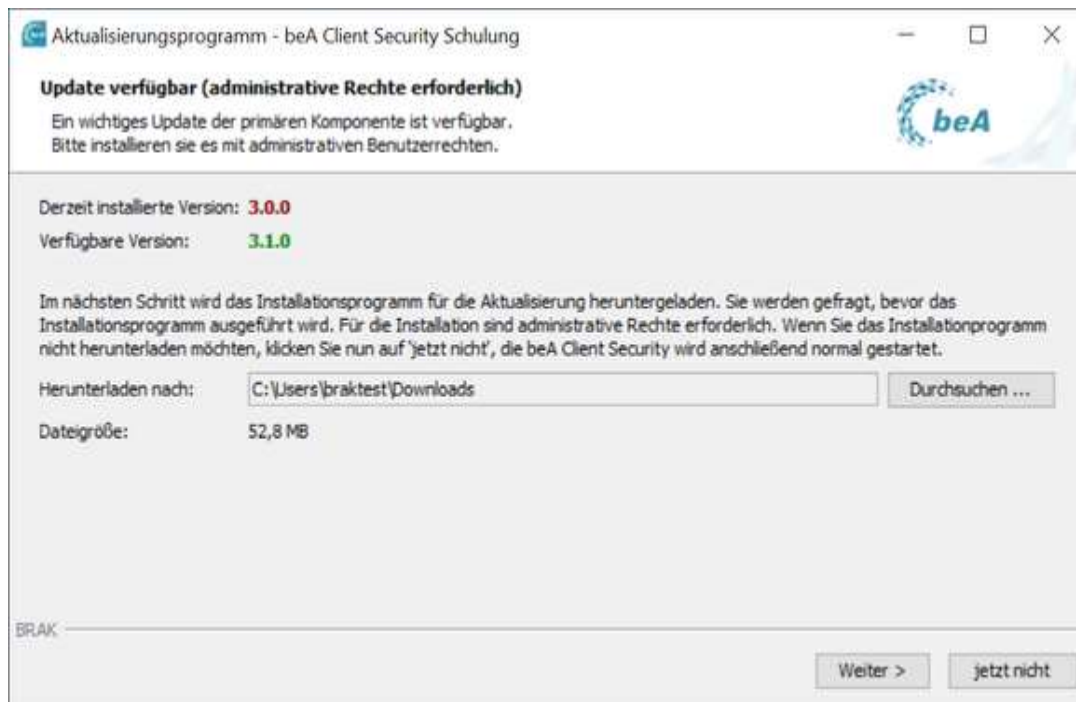 Aktualisierungsprogramm - beA Client Security Schulung
Update verfügbar (administrative Rechte erforderlich)
Ein wichtiges Update der primären Komponente ist verfügbar.
Bitte installieren sie es mit administrativen Benutzerrechten.
beA
Derzeit installierte Version: 3.0.0
Verfügbare Version: 3.1.0
Im nächsten Schritt wird das Installationsprogramm für die Aktualisierung heruntergeladen. Sie werden gefragt, bevor das
Installationsprogramm ausgeführt wird. Für die Installation sind administrative Rechte erforderlich. Wenn Sie das Installationprogramm
nicht herunterladen möchten, klicken Sie nun auf 'jetzt nicht', die beA Client Security wird anschließend normal gestartet.
Herunterladen nach: C:\Users\braktest\Downloads Durchsuchen ...
Dateigröße: 52,8 MB
BRAK
Weiter > jetzt nicht